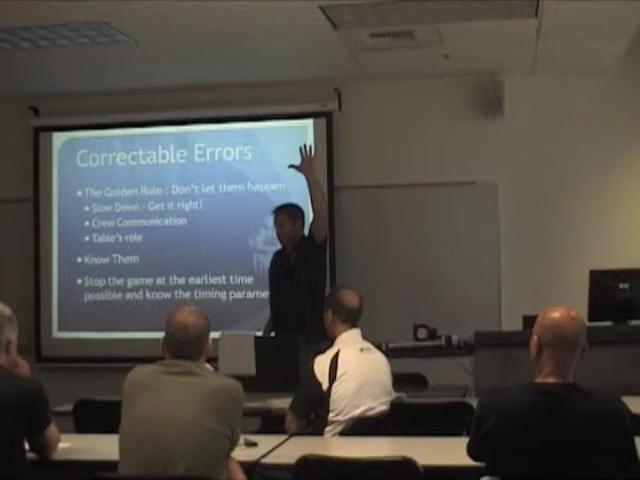 Correctable Errors
• The Golden Rule : Don't let them happen
• Slow Down - Get it right!
• Crew Communication
• Table's role
• Know Them
• Stop the game at the earliest time
possible and know the timing parame